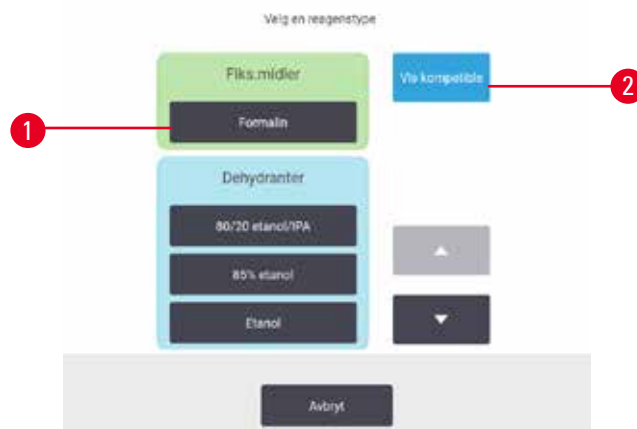 Velg en reagenstype
Fiks.midler
Vis kompatible
2
1
Formalin
Dehydranter
80/20 etanol/IPA
85% etanol
Etanol
Avbryt